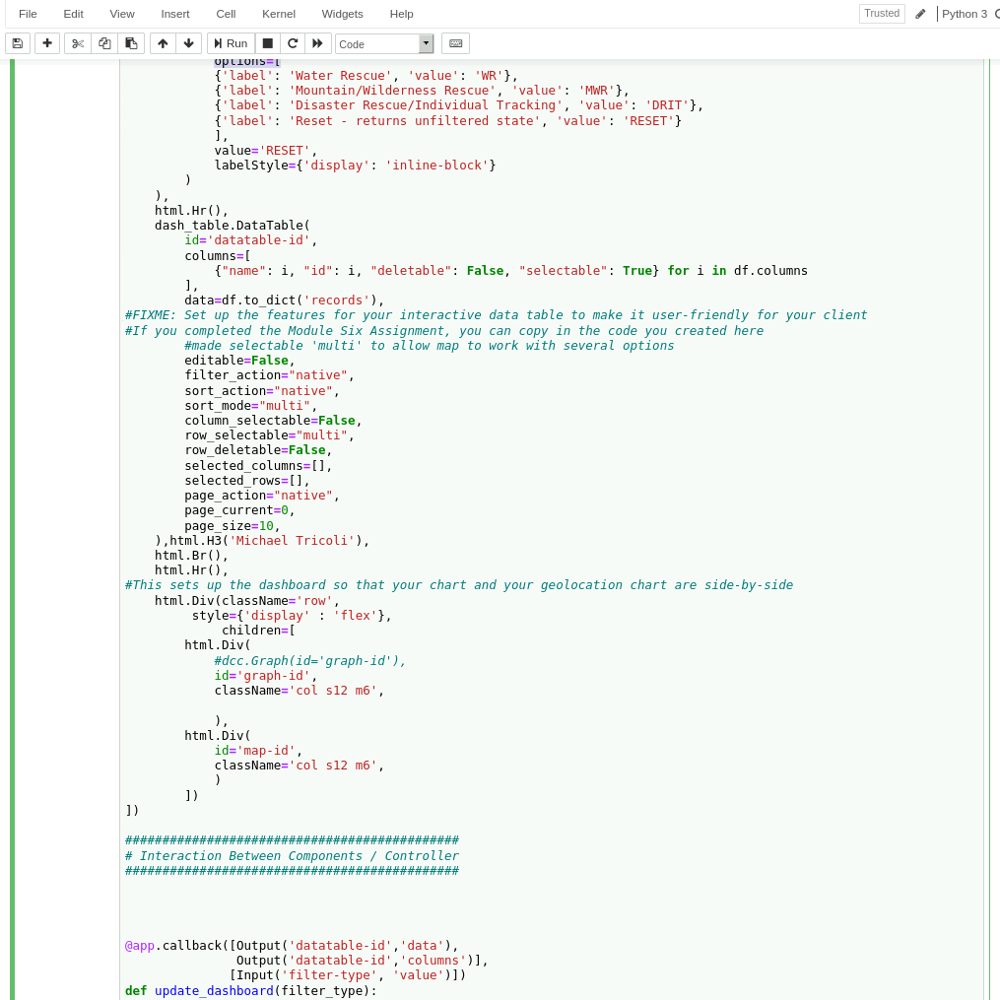 File Edit View Insert Cell Kernel Widgets Help Trusted Python 3
Run Code
options=[
{'label': 'Water Rescue', 'value': 'WR'},
{'label': 'Mountain/Wilderness Rescue', 'value': 'MWR'},
{'label': 'Disaster Rescue/Individual Tracking', 'value': 'DRIT'},
{'label': 'Reset - returns unfiltered state', 'value': 'RESET'}
],
value='RESET',
labelStyle={'display': 'inline-block'}
)
),
html.Hr(),
dash_table.DataTable(
id='datatable-id',
columns=[
{"name": i, "id": i, "deletable": False, "selectable": True} for i in df.columns
],
data=df.to_dict('records'),
#FIXME: Set up the features for your interactive data table to make it user-friendly for your client
#If you completed the Module Six Assignment, you can copy in the code you created here
#made selectable 'multi' to allow map to work with several options
editable=False,
filter_action="native",
sort_action="native",
sort_mode="multi",
column_selectable=False,
row_selectable="multi",
row_deletable=False,
selected_columns=[],
selected_rows=[],
page_action="native",
page_current=0,
page_size=10,
),html.H3('Michael Tricoli'),
html.Br(),
html.Hr(),
#This sets up the dashboard so that your chart and your geolocation chart are side-by-side
html.Div(className='row',
style={'display' : 'flex'},
children=[
html.Div(
#dcc.Graph(id='graph-id'),
id='graph-id',
className='col s12 m6',
),
html.Div(
id='map-id',
className='col s12 m6',
)
])
])
#############################################
# Interaction Between Components / Controller
#############################################
@app.callback([Output('datatable-id','data'),
Output('datatable-id','columns')],
[Input('filter-type', 'value')])
def update_dashboard(filter_type):